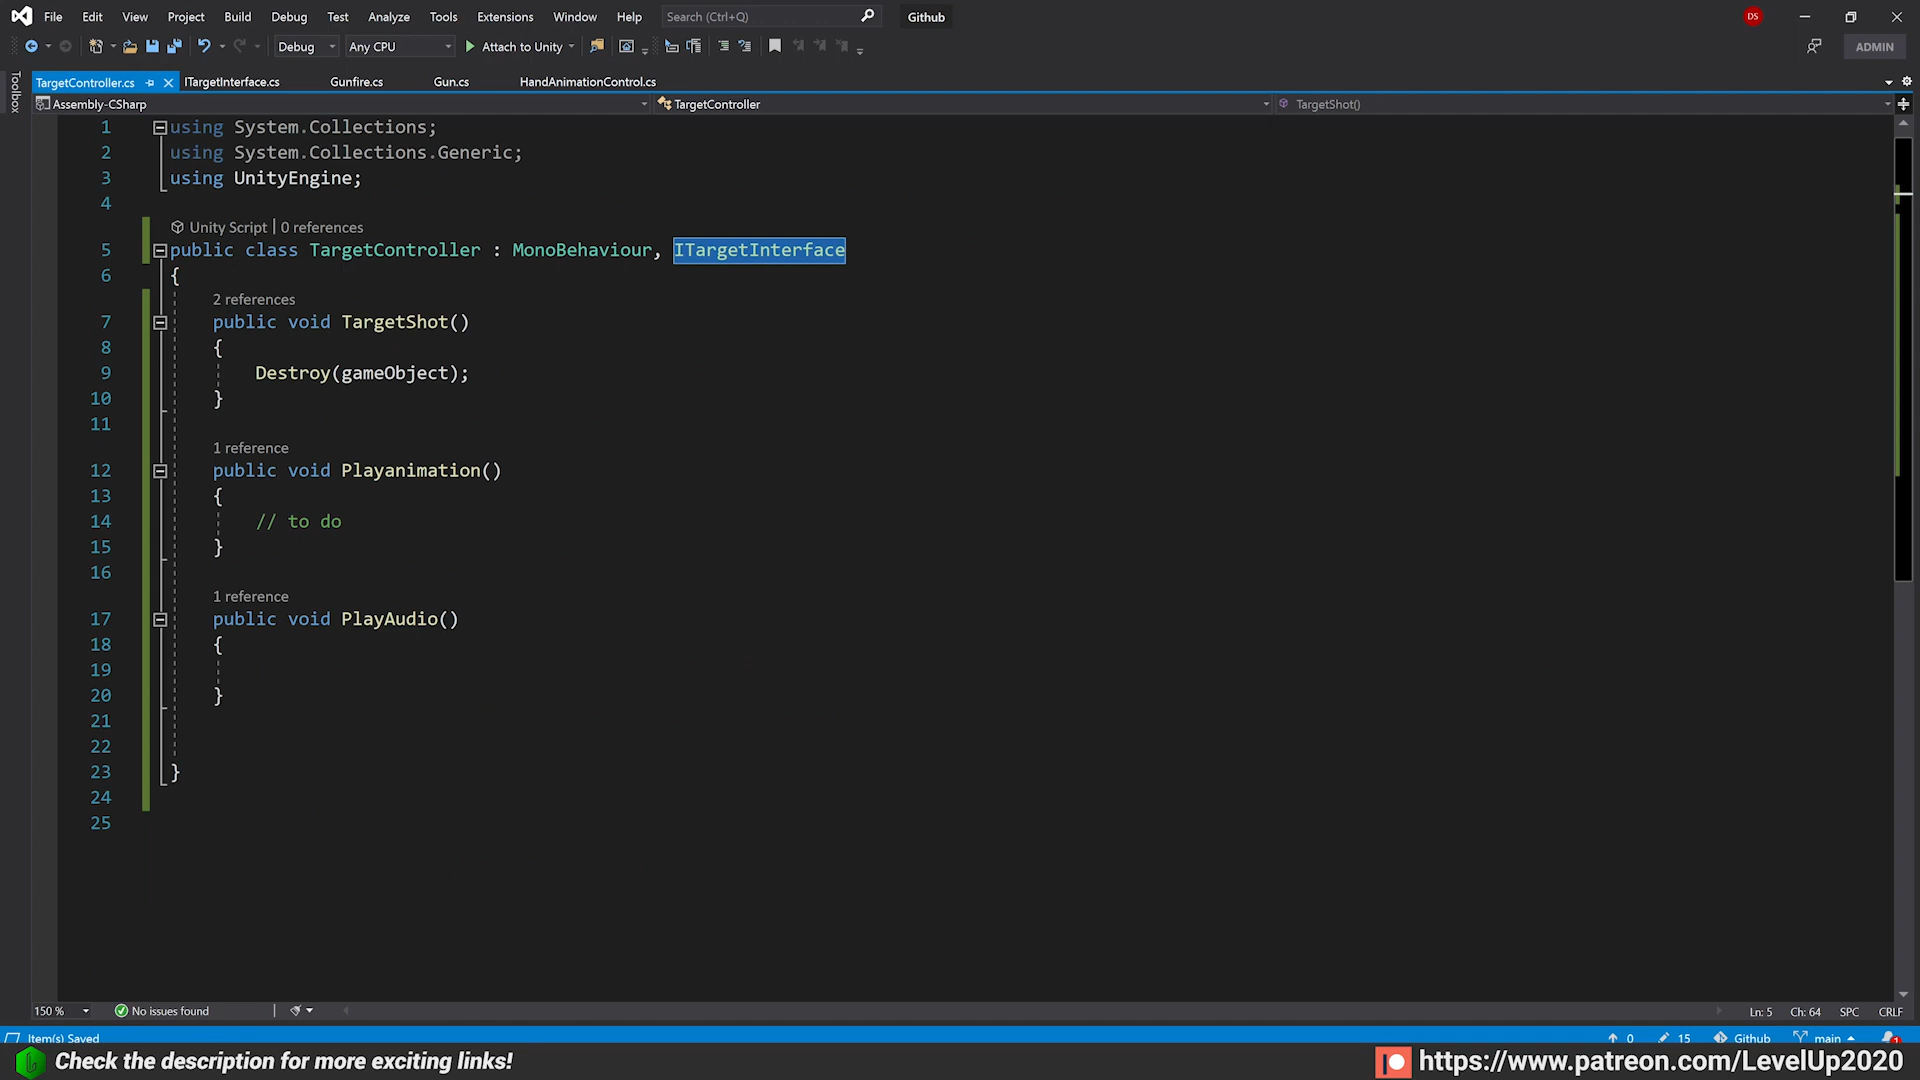 File Edit View Project Build Debug Test Analyze Tools Extensions Window Help Search (Ctrl+Q) Github DS
Debug Any CPU Attach to Unity ADMIN
Toolbox
TargetController.cs ITargetInterface.cs Gunfire.cs Gun.cs HandAnimationControl.cs
Assembly-CSharp TargetController TargetShot()
1 using System.Collections;
2 using System.Collections.Generic;
3 using UnityEngine;
4
Unity Script | 0 references
5 public class TargetController : MonoBehaviour, ITargetInterface
6 {
2 references
7 public void TargetShot()
8 {
9 Destroy(gameObject);
10 }
11
1 reference
12 public void Playanimation()
13 {
14 // to do
15 }
16
1 reference
17 public void PlayAudio()
18 {
19
20 }
21
22
23 }
24
25
150 % No issues found Ln: 5 Ch: 64 SPC CRLF
Item(s) Saved 0 15 Github main 1
Check the description for more exciting links! https://www.patreon.com/LevelUp2020